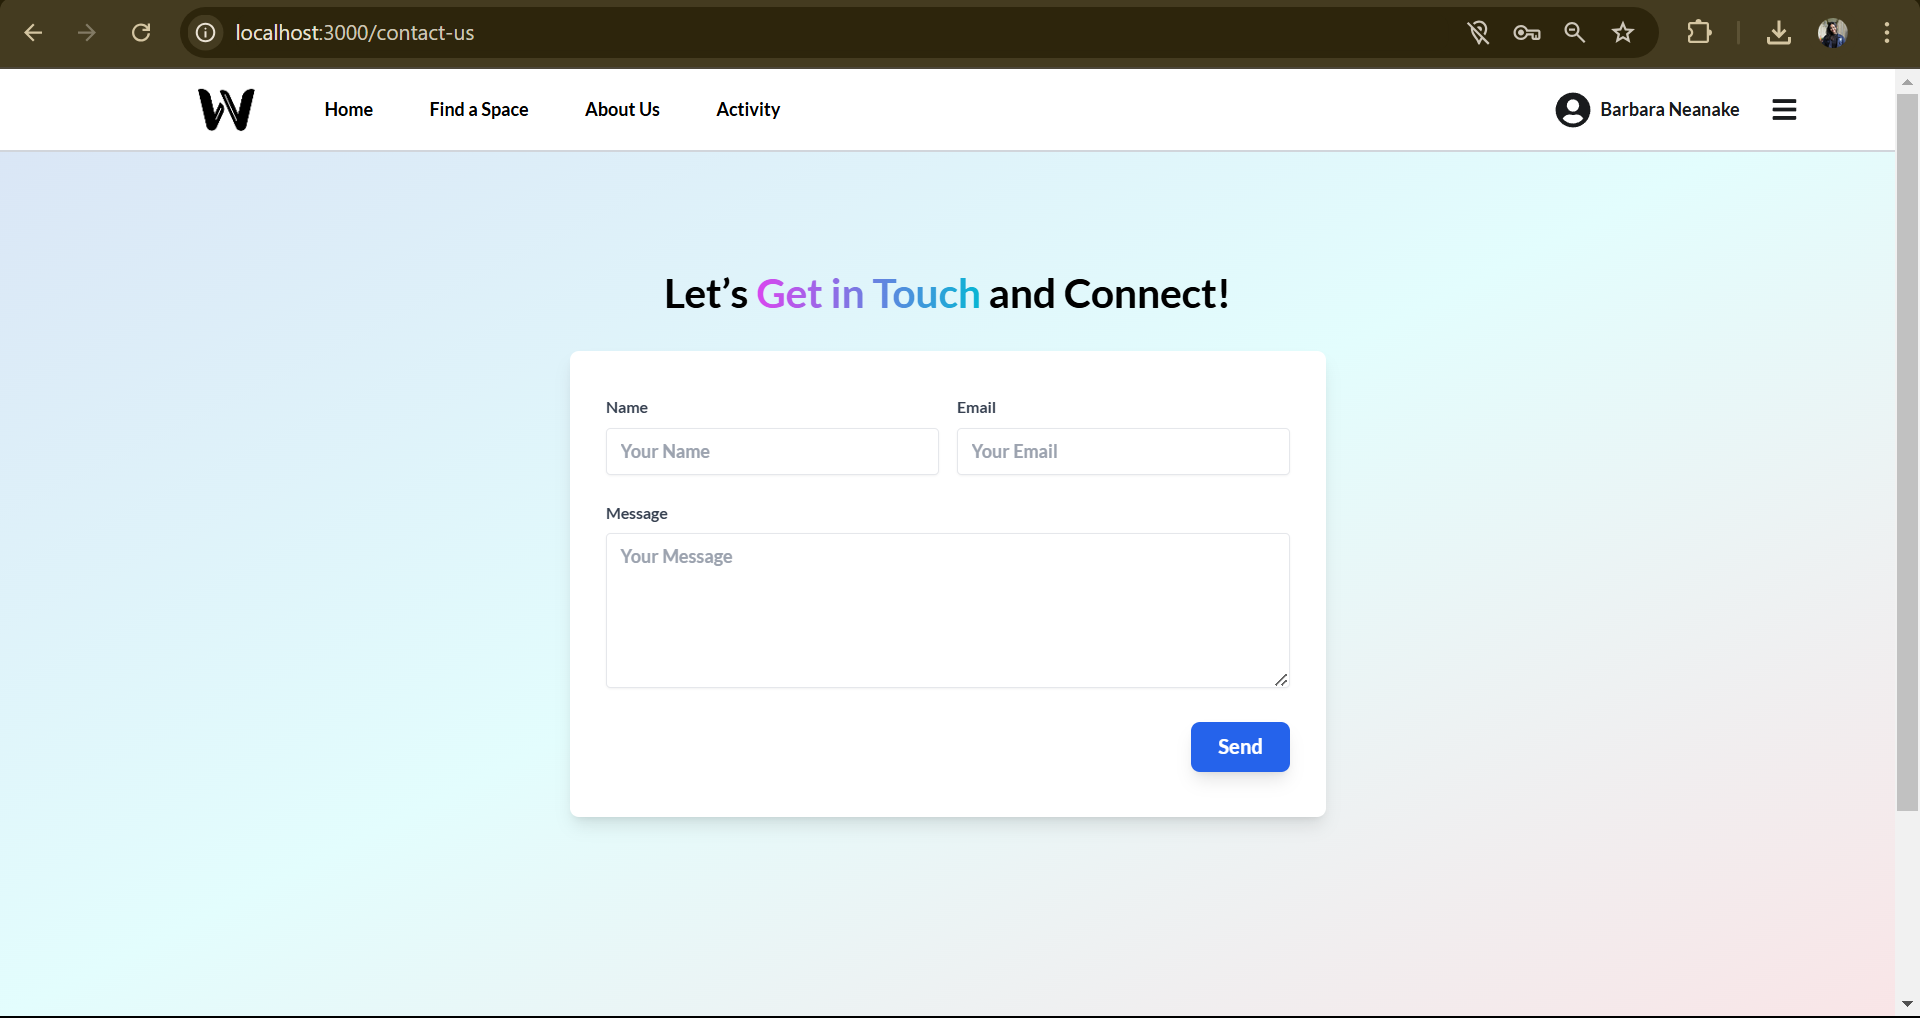 localhost:3000/contact-us
W Home Find a Space About Us Activity Barbara Neanake
Let’s Get in Touch and Connect!
Name Email
Your Name Your Email
Message
Your Message
Send